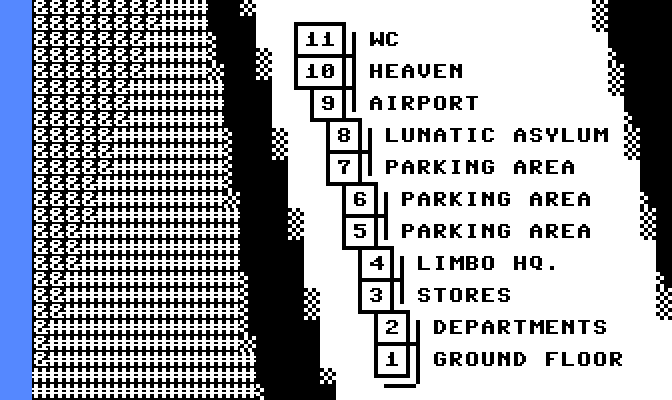 11 WC
10 HEAVEN
9 AIRPORT
8 LUNATIC ASYLUM
7 PARKING AREA
6 PARKING AREA
5 PARKING AREA
4 LIMBO HQ.
3 STORES
2 DEPARTMENTS
1 GROUND FLOOR